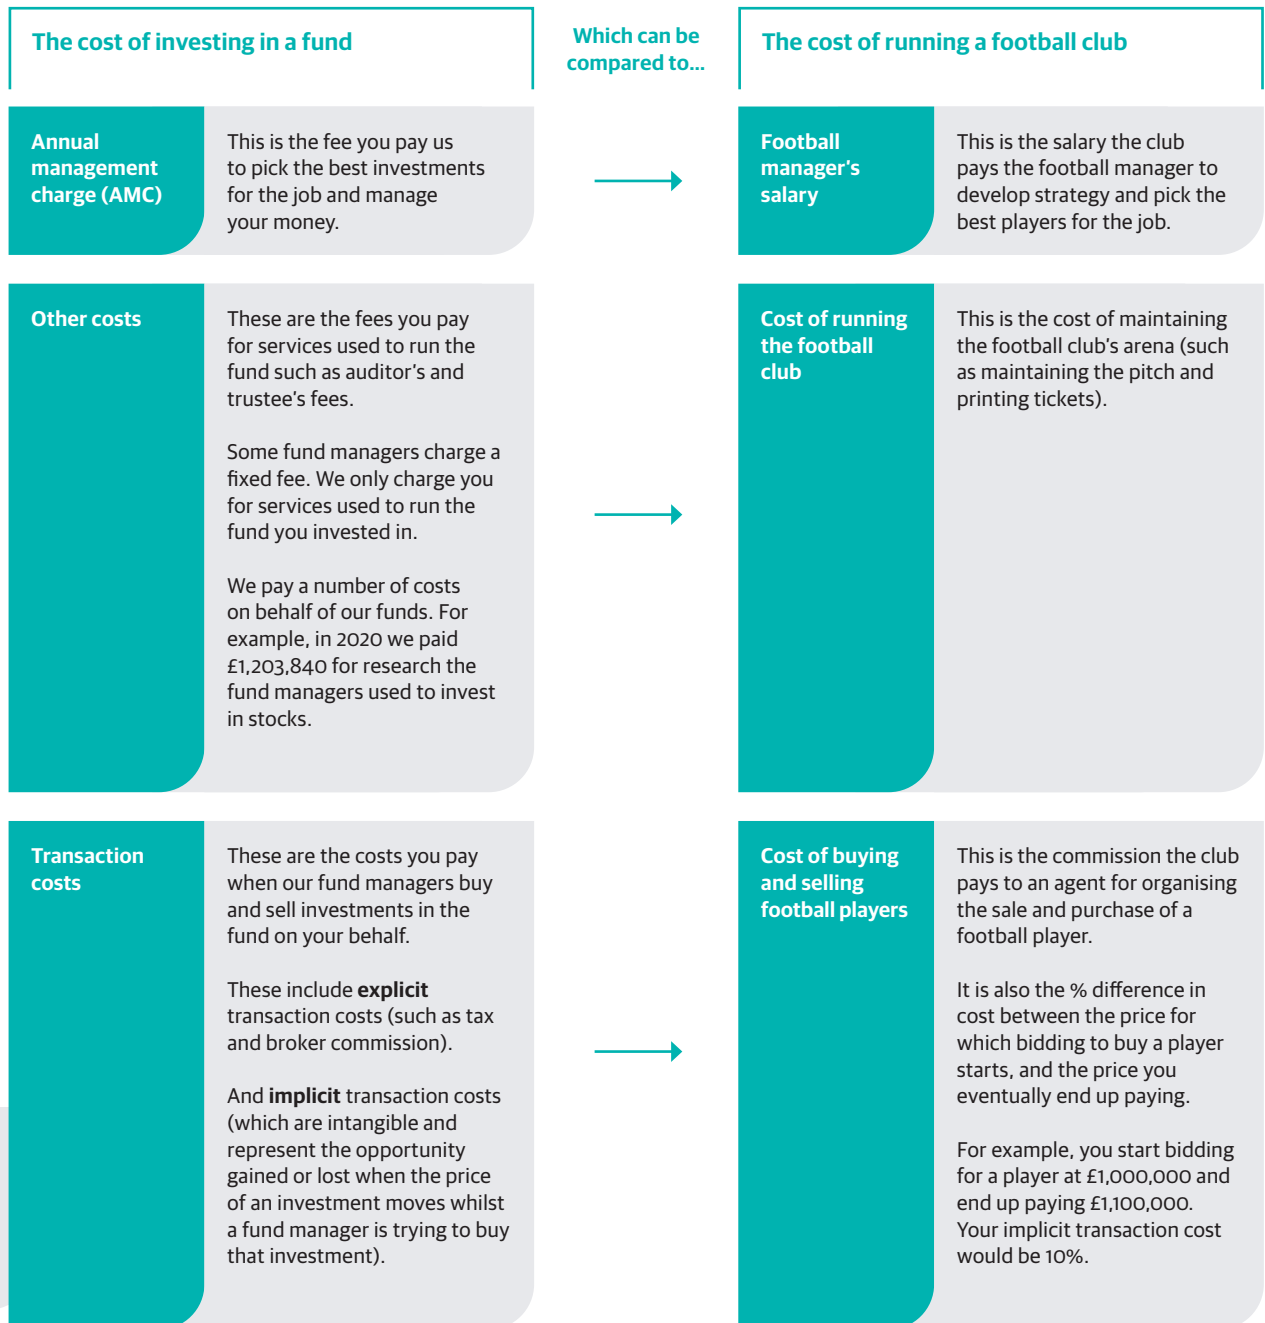 The cost of investing in a fund
Which can be
compared to...
The cost of running a football club
Annual
management
charge (AMC)
This is the fee you pay us
to pick the best investments
for the job and manage
your money.
Football
manager's
salary
This is the salary the club
pays the football manager to
develop strategy and pick the
best players for the job.
Other costs
These are the fees you pay
for services used to run the
fund such as auditor's and
trustee's fees.
Some fund managers charge a
fixed fee. We only charge you
for services used to run the
fund you invested in.
We pay a number of costs
on behalf of our funds. For
example, in 2020 we paid
£1,203,840 for research the
fund managers used to invest
in stocks.
Cost of running
the football
club
This is the cost of maintaining
the football club's arena (such
as maintaining the pitch and
printing tickets).
Transaction
costs
These are the costs you pay
when our fund managers buy
and sell investments in the
fund on your behalf.
These include explicit
transaction costs (such as tax
and broker commission).
And implicit transaction costs
(which are intangible and
represent the opportunity
gained or lost when the price
of an investment moves whilst
a fund manager is trying to buy
that investment).
Cost of buying
and selling
football players
This is the commission the club
pays to an agent for organising
the sale and purchase of a
football player.
It is also the % difference in
cost between the price for
which bidding to buy a player
starts, and the price you
eventually end up paying.
For example, you start bidding
for a player at £1,000,000 and
end up paying £1,100,000.
Your implicit transaction cost
would be 10%.